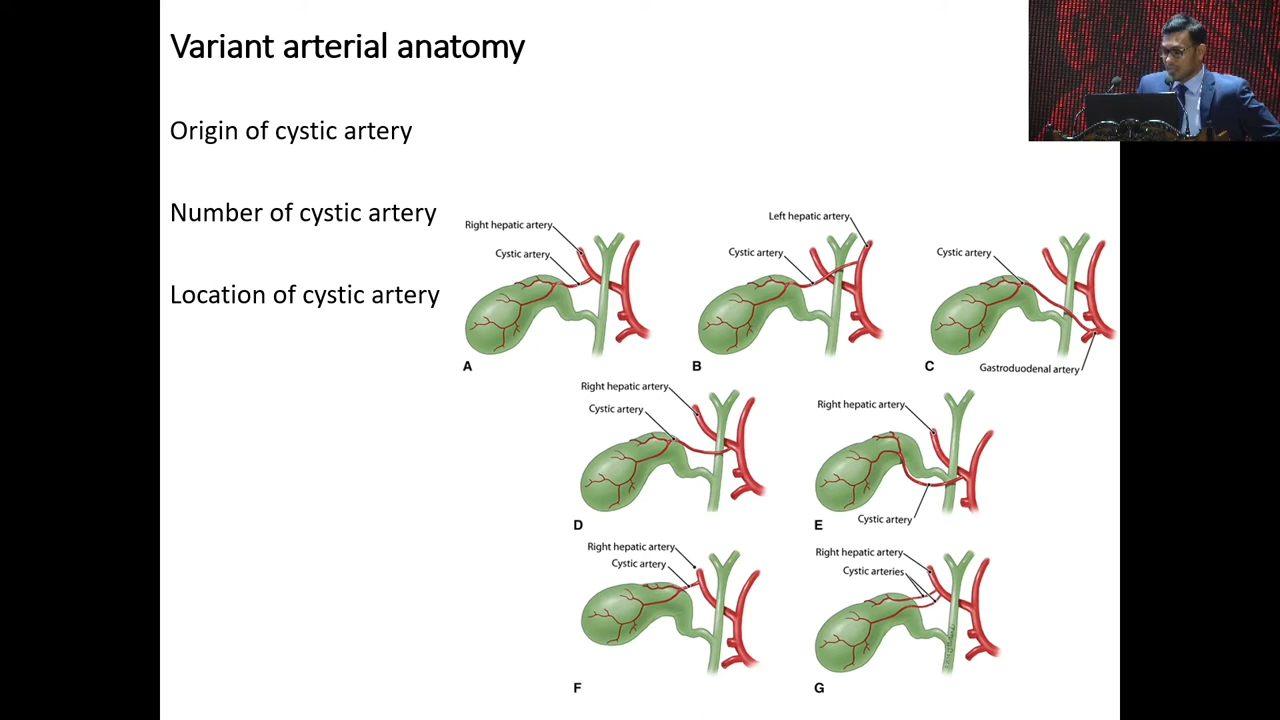 Variant arterial anatomy
Origin of cystic artery
Number of cystic artery
Location of cystic artery
Right hepatic artery
Cystic artery
A
Left hepatic artery
Cystic artery
B
Cystic artery
Gastroduodenal artery
C
Right hepatic artery
Cystic artery
D
Right hepatic artery
Cystic artery
E
Right hepatic artery
Cystic artery
F
Right hepatic artery
Cystic arteries
G